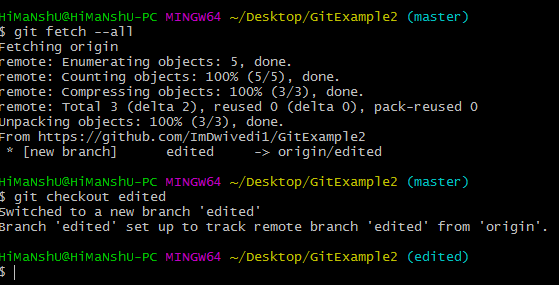 HiMaNshU@HiMaNshU-PC MINGW64 ~/Desktop/GitExample2 (master)
$ git fetch --all
Fetching origin
remote: Enumerating objects: 5, done.
remote: Counting objects: 100% (5/5), done.
remote: Compressing objects: 100% (3/3), done.
remote: Total 3 (delta 2), reused 0 (delta 0), pack-reused 0
Unpacking objects: 100% (3/3), done.
From https://github.com/ImDwivedi1/GitExample2
 * [new branch]      edited     -> origin/edited
HiMaNshU@HiMaNshU-PC MINGW64 ~/Desktop/GitExample2 (master)
$ git checkout edited
Switched to a new branch 'edited'
Branch 'edited' set up to track remote branch 'edited' from 'origin'.
HiMaNshU@HiMaNshU-PC MINGW64 ~/Desktop/GitExample2 (edited)
$